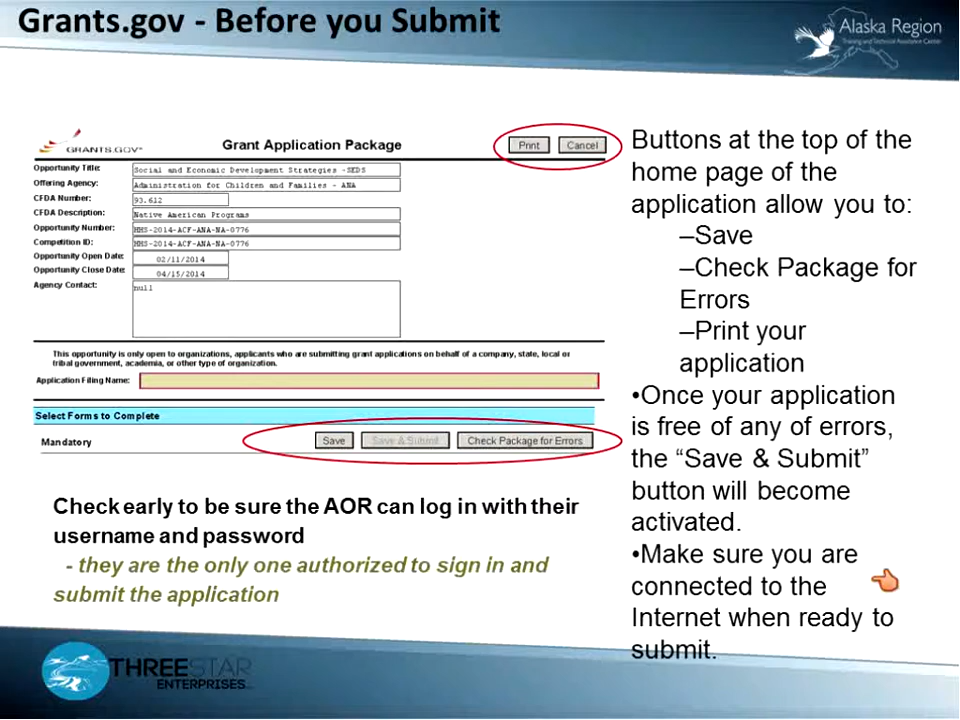 Grants.gov - Before you Submit
Alaska Region
Training and Technical Assistance Center
GRANTS.GOV
Grant Application Package
Print
Cancel
Opportunity Title:
Social and Economic Development Strategies -SEDS
Offering Agency:
Administration for Children and Families - ANA
CFDA Number:
93.612
CFDA Description:
Native American Programs
Opportunity Number:
HHS-2014-ACF-ANA-NA-0776
Competition ID:
HHS-2014-ACF-ANA-NA-0776
Opportunity Open Date:
02/11/2014
Opportunity Close Date:
04/15/2014
Agency Contact:
null
This opportunity is only open to organizations, applicants who are submitting grant applications on behalf of a company, state, local or
tribal government, academia, or other type of organization.
Application Filing Name:
Select Forms to Complete
Mandatory
Save
Save & Submit
Check Package for Errors
Check early to be sure the AOR can log in with their
username and password
- they are the only one authorized to sign in and
submit the application
Buttons at the top of the
home page of the
application allow you to:
–Save
–Check Package for
Errors
–Print your
application
•Once your application
is free of any of errors,
the “Save & Submit”
button will become
activated.
•Make sure you are
connected to the
Internet when ready to
submit.
THREESTAR
ENTERPRISES